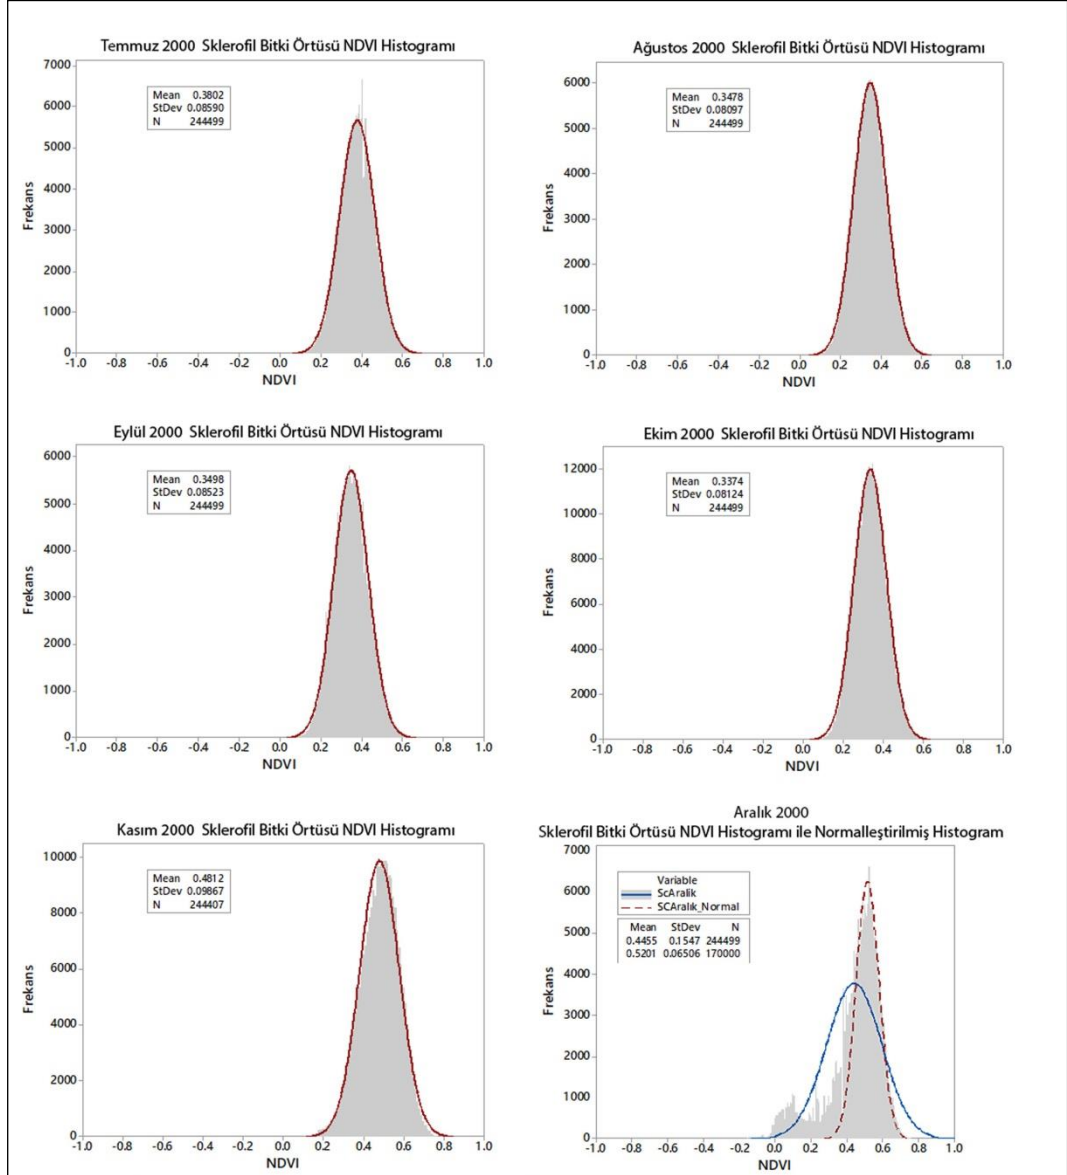 Temmuz 2000 Sklerofil Bitki Örtüsü NDVI Histogramı
7000
6000
5000
4000
3000
2000
1000
0
Frekans
Mean 0.3802
StDev 0.08590
N 244499
-1.0 -0.8 -0.6 -0.4 -0.2 0.0 0.2 0.4 0.6 0.8 1.0
NDVI
Ağustos 2000 Sklerofil Bitki Örtüsü NDVI Histogramı
6000
5000
4000
3000
2000
1000
0
Frekans
Mean 0.3478
StDev 0.08097
N 244499
-1.0 -0.8 -0.6 -0.4 -0.2 0.0 0.2 0.4 0.6 0.8 1.0
NDVI
Eylül 2000 Sklerofil Bitki Örtüsü NDVI Histogramı
6000
5000
4000
3000
2000
1000
0
Frekans
Mean 0.3498
StDev 0.08523
N 244499
-1.0 -0.8 -0.6 -0.4 -0.2 0.0 0.2 0.4 0.6 0.8 1.0
NDVI
Ekim 2000 Sklerofil Bitki Örtüsü NDVI Histogramı
12000
10000
8000
6000
4000
2000
0
Frekans
Mean 0.3374
StDev 0.08124
N 244499
-1.0 -0.8 -0.6 -0.4 -0.2 0.0 0.2 0.4 0.6 0.8 1.0
NDVI
Kasım 2000 Sklerofil Bitki Örtüsü NDVI Histogramı
10000
8000
6000
4000
2000
0
Frekans
Mean 0.4812
StDev 0.09867
N 244407
-1.0 -0.8 -0.6 -0.4 -0.2 0.0 0.2 0.4 0.6 0.8 1.0
NDVI
Aralık 2000
Sklerofil Bitki Örtüsü NDVI Histogramı ile Normalleştirilmiş Histogram
7000
6000
5000
4000
3000
2000
1000
0
Frekans
Variable
ScAralik
SCAralık_Normal
Mean StDev N
0.4455 0.1547 244499
0.5201 0.06506 170000
-1.0 -0.8 -0.6 -0.4 -0.2 0.0 0.2 0.4 0.6 0.8 1.0
NDVI